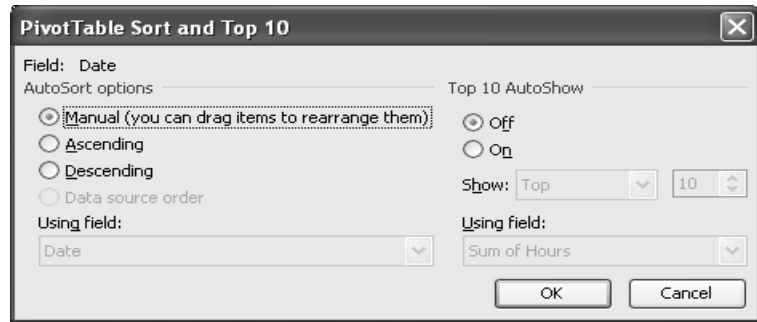 PivotTable Sort and Top 10
Field: Date
AutoSort options
Manual (you can drag items to rearrange them)
Ascending
Descending
Data source order
Using field:
Date
Top 10 AutoShow
Off
On
Show: Top 10
Using field:
Sum of Hours
OK Cancel